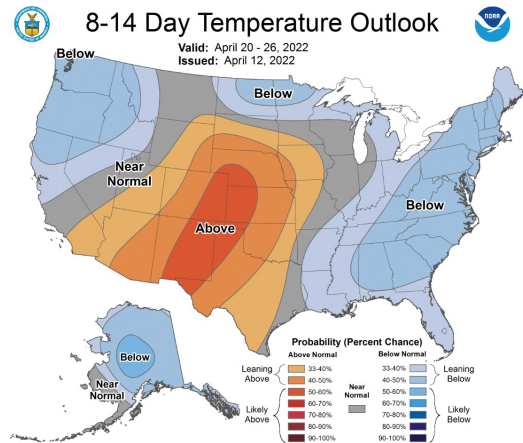 8-14 Day Temperature Outlook
Valid: April 20 - 26, 2022
Issued: April 12, 2022
NOAA
Below
Below
Near
Normal
Above
Below
Below
Near
Normal
Probability (Percent Chance)
Above Normal
Below Normal
Leaning
Above
33-40%
40-50%
Likely
Above
50-60%
60-70%
70-80%
80-90%
90-100%
Near
Normal
33-40%
40-50%
Leaning
Below
50-60%
60-70%
70-80%
80-90%
90-100%
Likely
Below